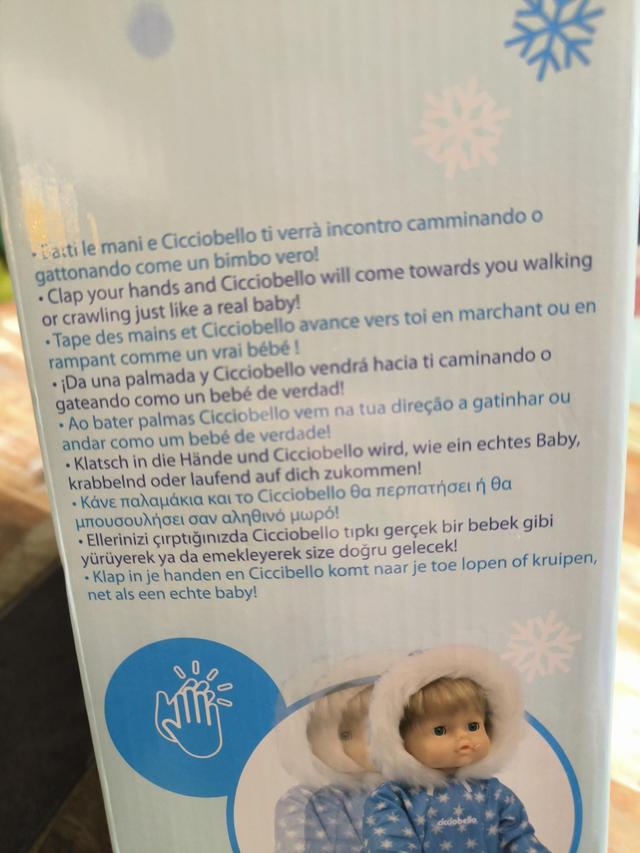 • Batti le mani e Cicciobello ti verrà incontro camminando o
gattonando come un bimbo vero!
• Clap your hands and Cicciobello will come towards you walking
or crawling just like a real baby!
• Tape des mains et Cicciobello avance vers toi en marchant ou en
rampant comme un vrai bébé !
• ¡Da una palmada y Cicciobello vendrá hacia ti caminando o
gateando como un bebé de verdad!
• Ao bater palmas Cicciobello vem na tua direção a gatinhar ou
andar como um bebé de verdade!
• Klatsch in die Hände und Cicciobello wird, wie ein echtes Baby,
krabbelnd oder laufend auf dich zukommen!
• Κάνε παλαμάκια και το Cicciobello θα περπατήσει ή θα
μπουσουλήσει σαν αληθινό μωρό!
• Ellerinizi çırptığınızda Cicciobello tıpkı gerçek bir bebek gibi
yürüyerek ya da emekleyerek size doğru gelecek!
• Klap in je handen en Ciccibello komt naar je toe lopen of kruipen,
net als een echte baby!
cicciobello